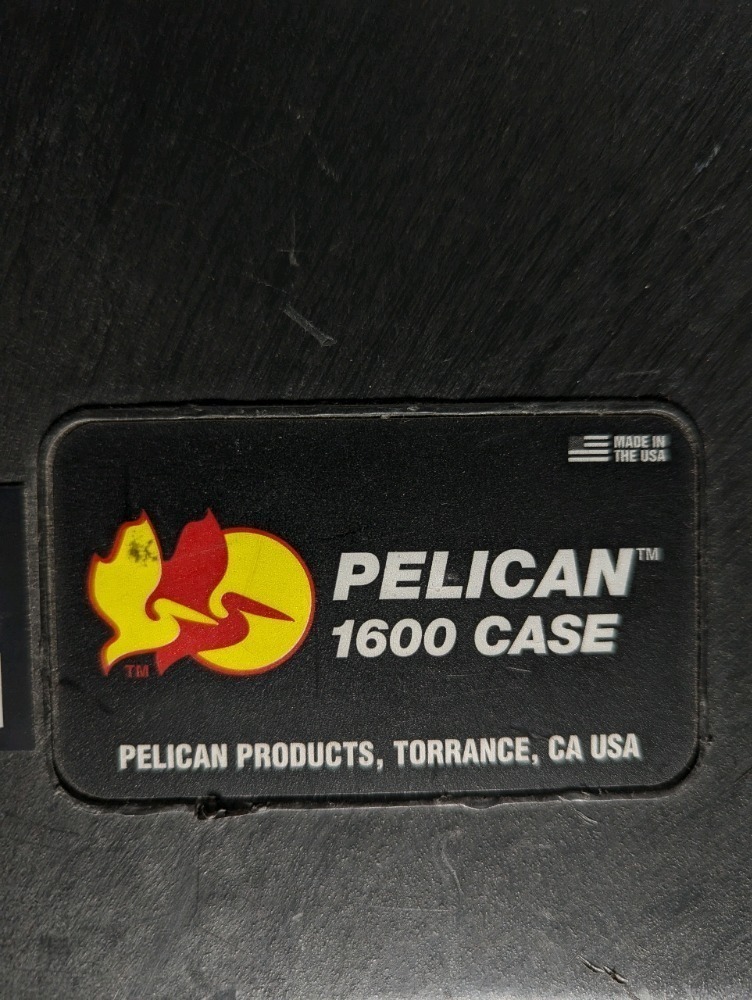 MADE IN
THE USA
PELICAN™
1600 CASE
TM
PELICAN PRODUCTS, TORRANCE, CA USA